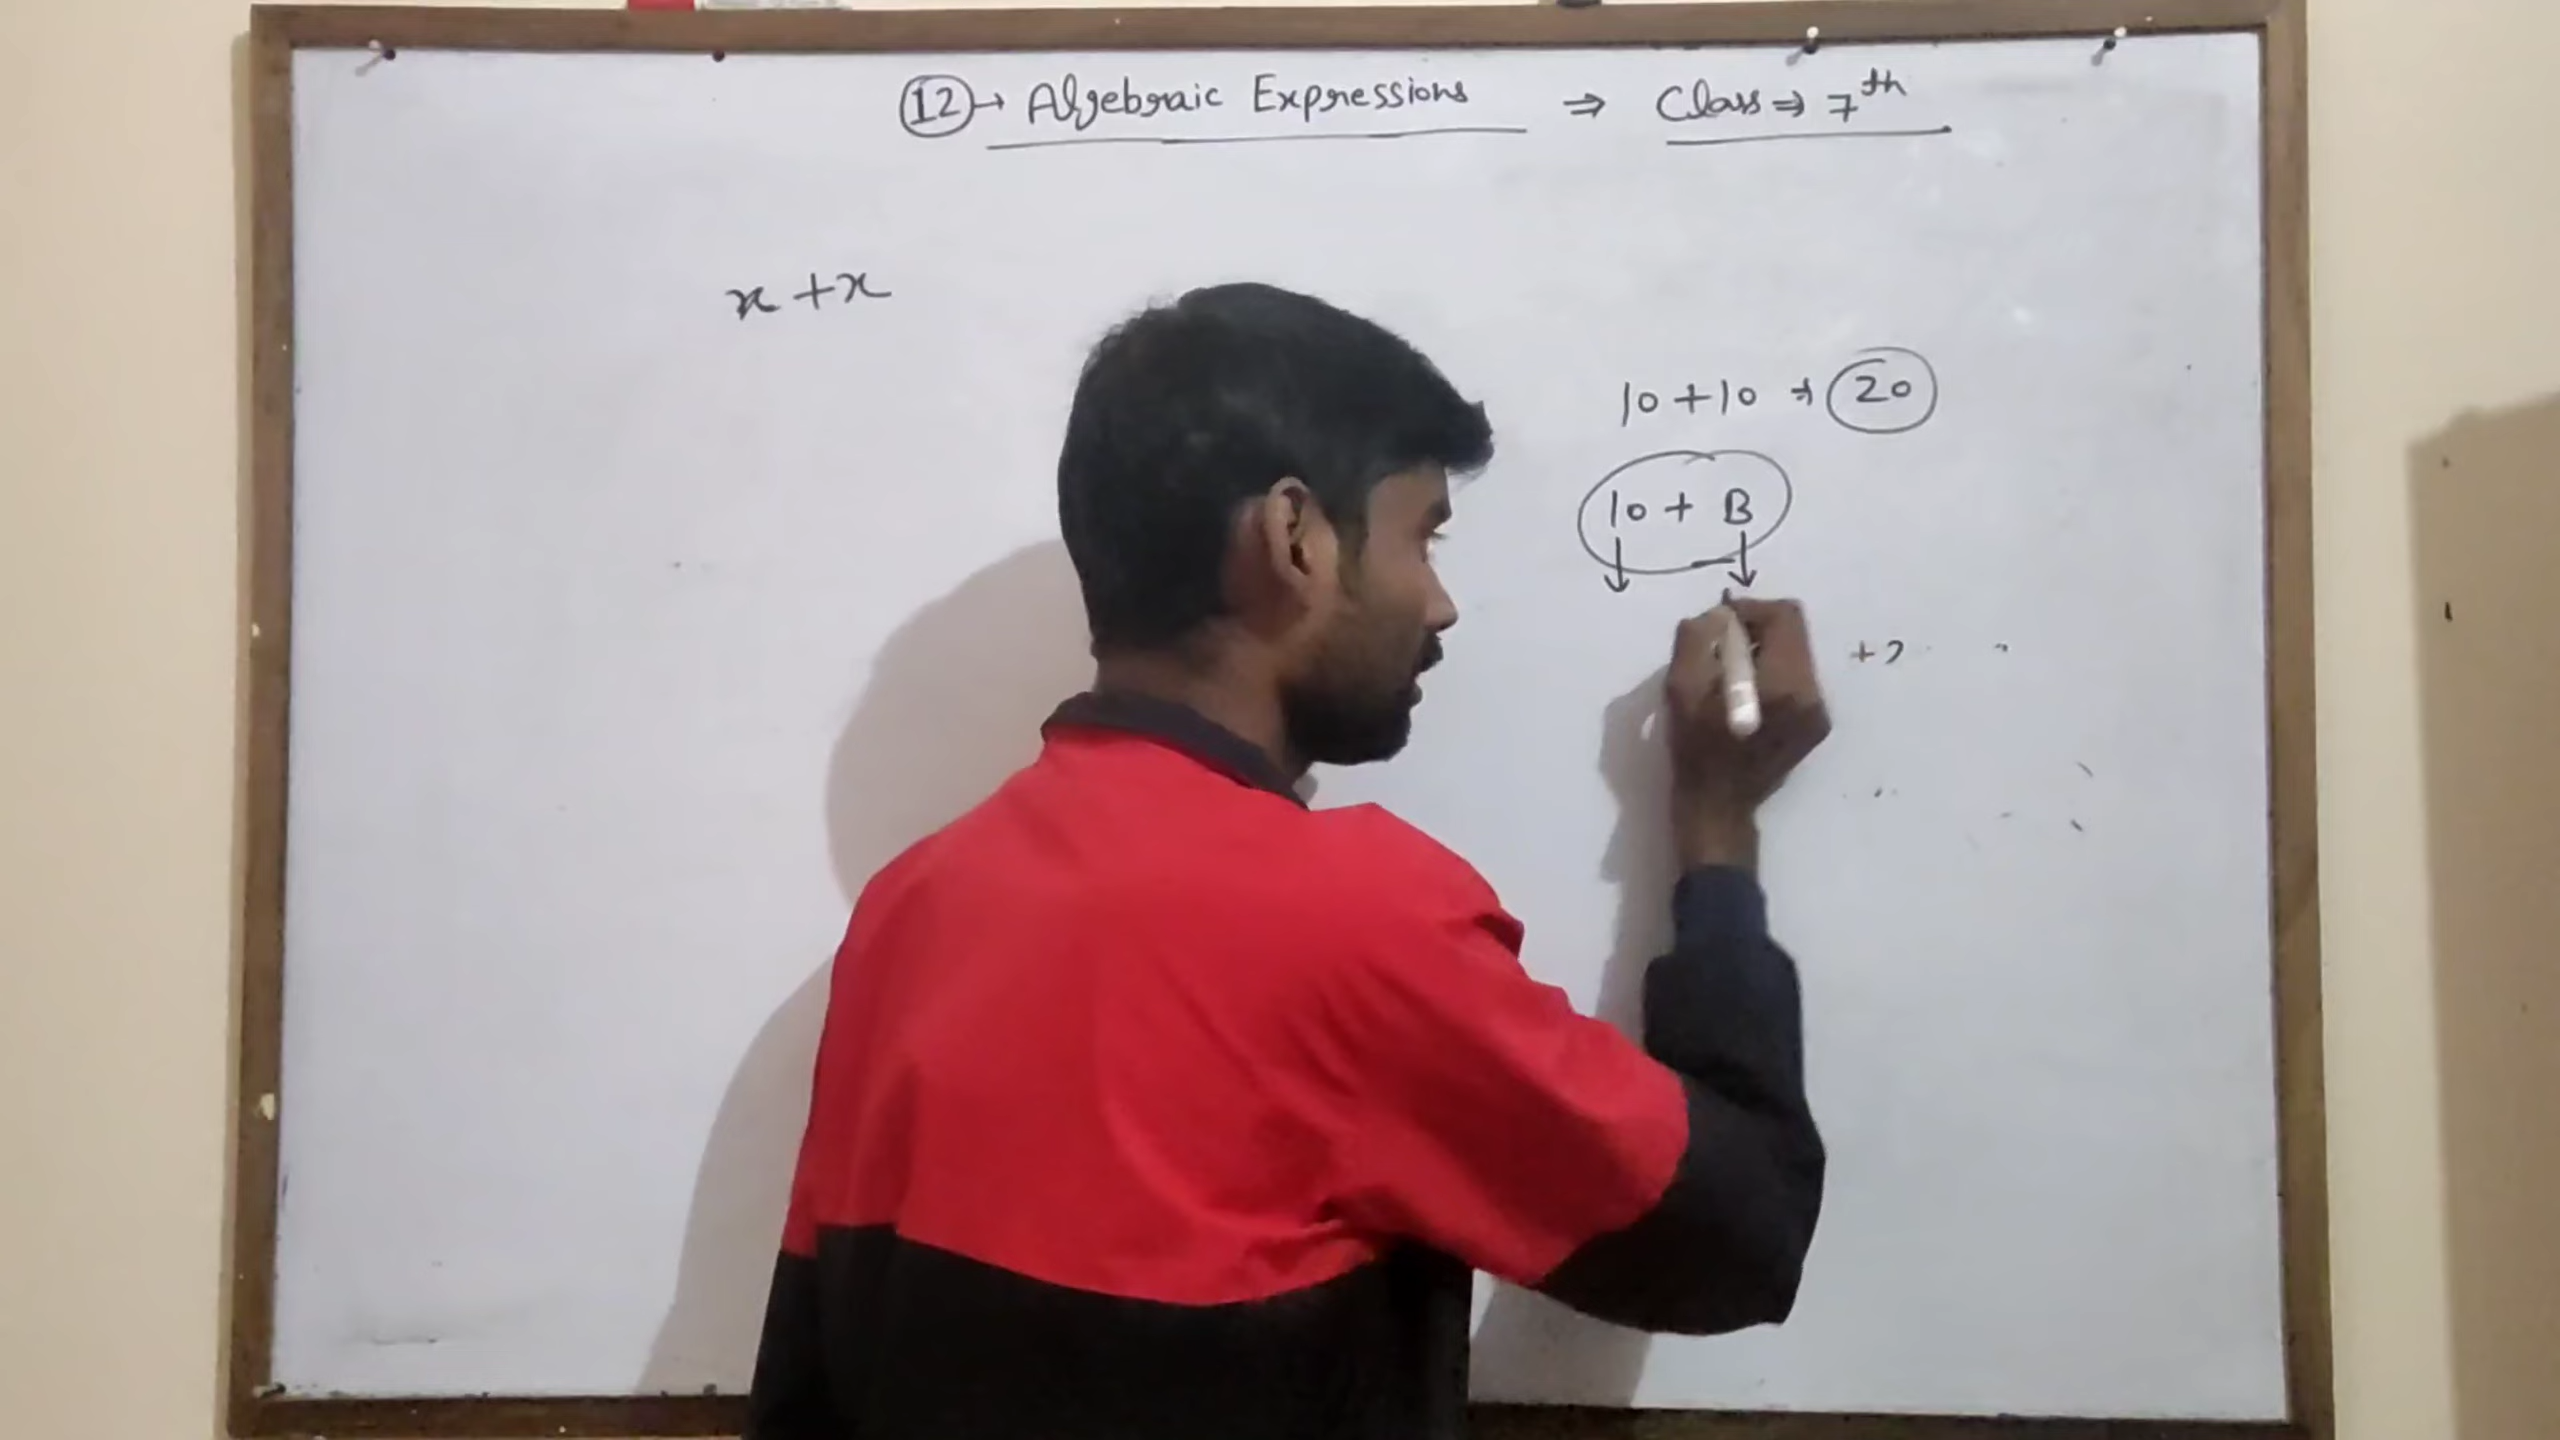 12 → Algebraic Expressions ⇒ Class ⇒ 7th
x + x
10 + 10 ⇒ 20
10 + B